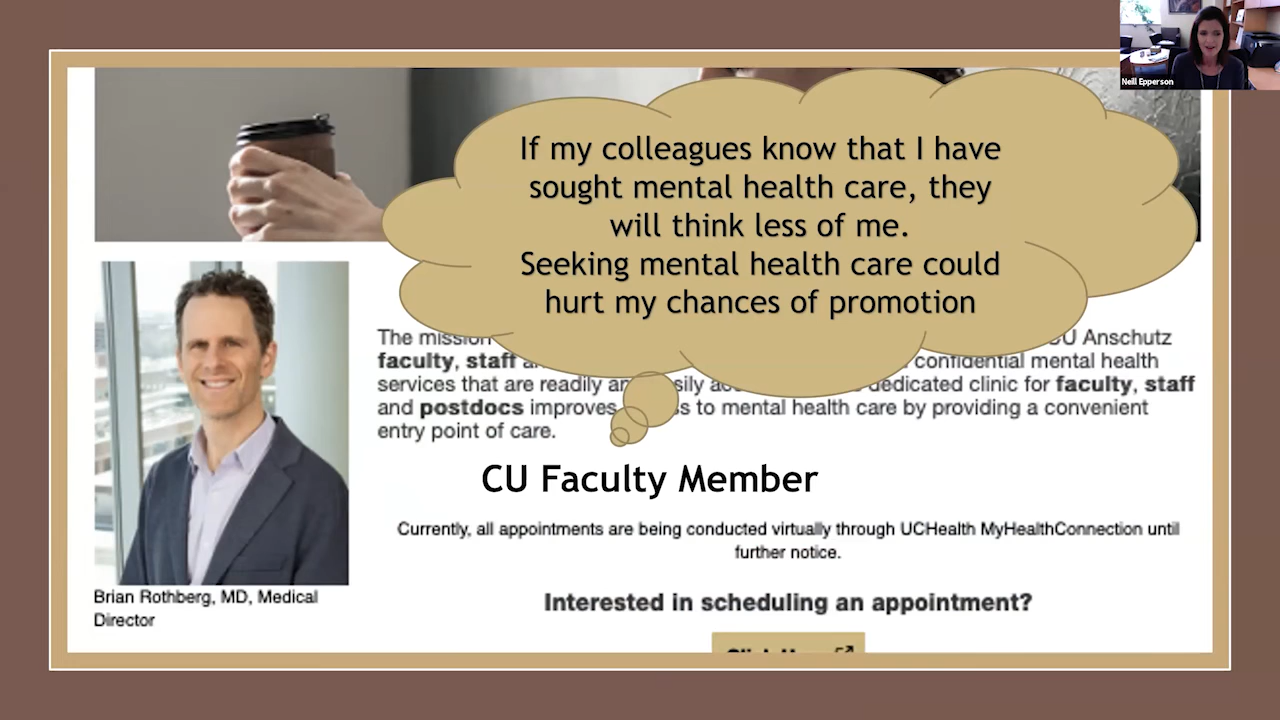 Neill Epperson
If my colleagues know that I have
sought mental health care, they
will think less of me.
Seeking mental health care could
hurt my chances of promotion
The mission CU Anschutz
faculty, staff confidential mental health
services that are readily dedicated clinic for faculty, staff
and postdocs improves to mental health care by providing a convenient
entry point of care.
CU Faculty Member
Currently, all appointments are being conducted virtually through UCHealth MyHealthConnection until
further notice.
Brian Rothberg, MD, Medical
Director
Interested in scheduling an appointment?